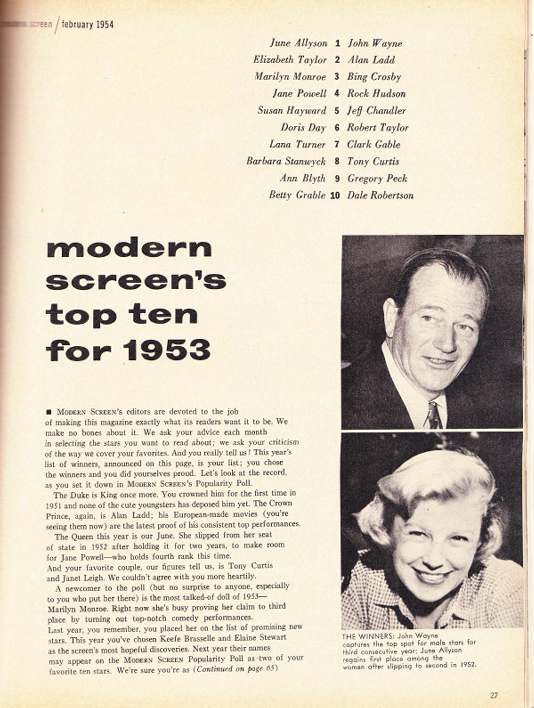 screen / february 1954
June Allyson 1 John Wayne
Elizabeth Taylor 2 Alan Ladd
Marilyn Monroe 3 Bing Crosby
Jane Powell 4 Rock Hudson
Susan Hayward 5 Jeff Chandler
Doris Day 6 Robert Taylor
Lana Turner 7 Clark Gable
Barbara Stanwyck 8 Tony Curtis
Ann Blyth 9 Gregory Peck
Betty Grable 10 Dale Robertson
modern
screen's
top ten
for 1953
■ MODERN SCREEN'S editors are devoted to the job
of making this magazine exactly what its readers want it to be. We
make no bones about it. We ask your advice each month
in selecting the stars you want to read about; we ask your criticism
of the way we cover your favorites. And you really tell us! This year's
list of winners, announced on this page, is your list; you chose
the winners and you did yourselves proud. Let's look at the record,
as you set it down in MODERN SCREEN'S Popularity Poll.
The Duke is King once more. You crowned him for the first time in
1951 and none of the cute youngsters has deposed him yet. The Crown
Prince, again, is Alan Ladd; his European-made movies (you're
seeing them now) are the latest proof of his consistent top performances.
The Queen this year is our June. She slipped from her seat
of state in 1952 after holding it for two years, to make room
for Jane Powell—who holds fourth rank this time.
And your favorite couple, our figures tell us, is Tony Curtis
and Janet Leigh. We couldn't agree with you more heartily.
A newcomer to the poll (but no surprise to anyone, especially
to you who put her there) is the most talked-of doll of 1953—
Marilyn Monroe. Right now she's busy proving her claim to third
place by turning out top-notch comedy performances.
Last year, you remember, you placed her on the list of promising new
stars. This year you've chosen Keefe Brasselle and Elaine Stewart
as the screen's most hopeful discoveries. Next year their names
may appear on the MODERN SCREEN Popularity Poll as two of your
favorite ten stars. We're sure you're as (Continued on page 65)
THE WINNERS: John Wayne
captures the top spot for male stars for
third consecutive year; June Allyson
regains first place among the
women after slipping to second in 1952.
27